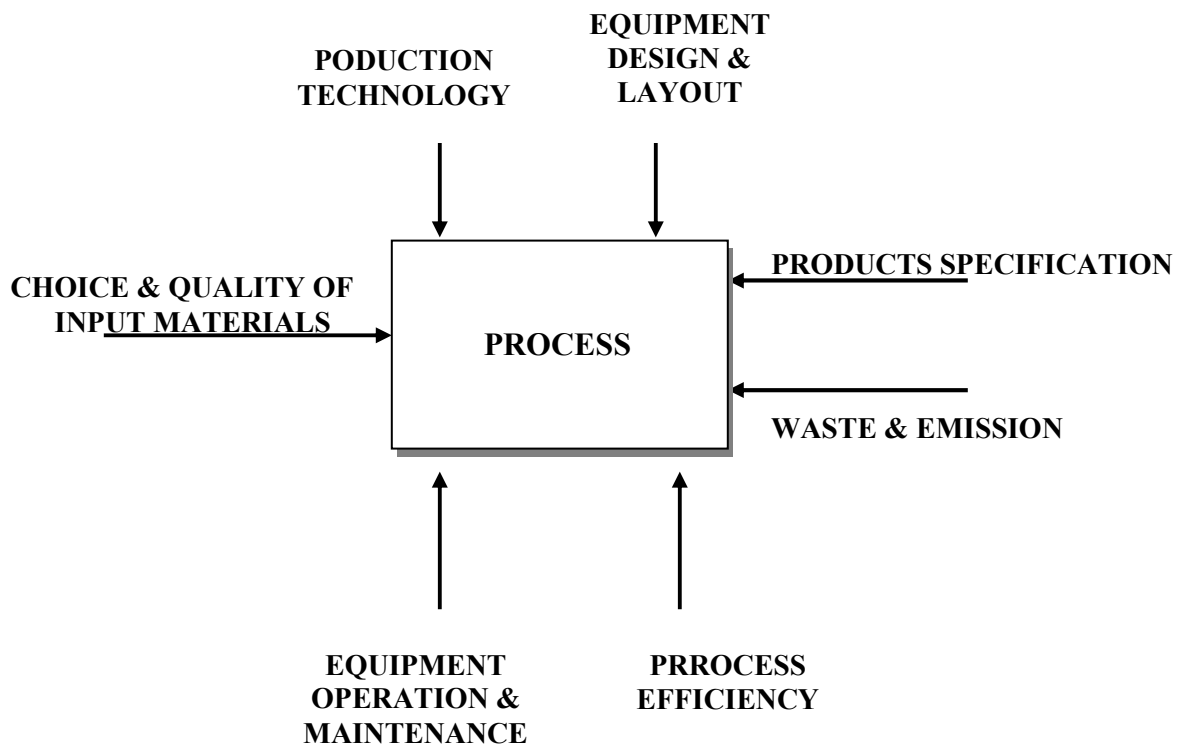 PODUCTION
TECHNOLOGY
EQUIPMENT
DESIGN &
LAYOUT
CHOICE & QUALITY OF
INPUT MATERIALS
PROCESS
PRODUCTS SPECIFICATION
WASTE & EMISSION
EQUIPMENT
OPERATION &
MAINTENANCE
PRROCESS
EFFICIENCY